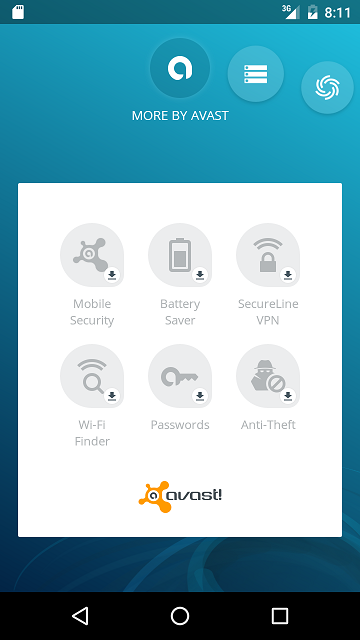 3G
8:11
MORE BY AVAST
Mobile
Security
Battery
Saver
SecureLine
VPN
Wi-Fi
Finder
Passwords
Anti-Theft
avast!